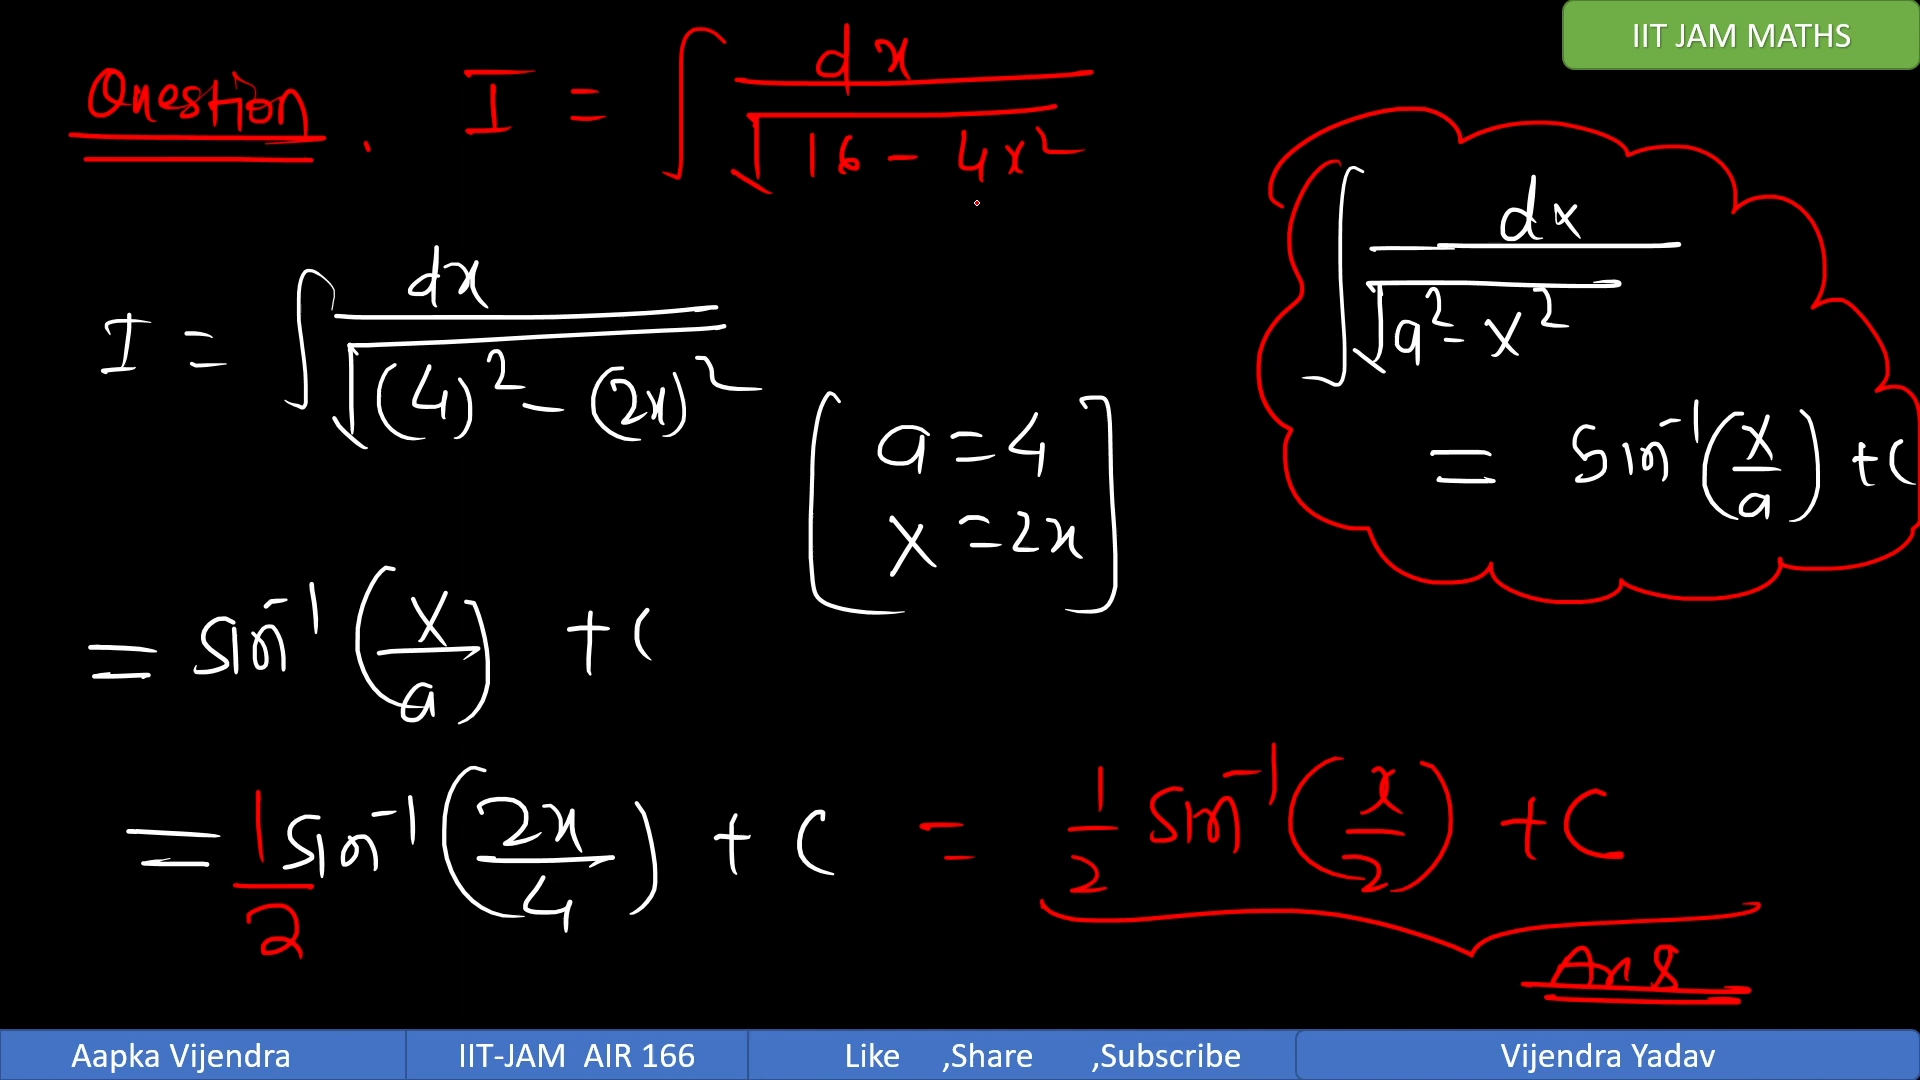 IIT JAM MATHS
Question . I = ∫ dx / √(16 - 4x²)
∫ dx / √(a² - x²)
= Sin⁻¹(x/a) + C
I = ∫ dx / √((4)² - (2x)²)
[a = 4
x = 2x]
= Sin⁻¹(x/a) + C
= 1/2 Sin⁻¹(2x/4) + C = 1/2 Sin⁻¹(x/2) + C
Ans
Aapka Vijendra
IIT-JAM AIR 166
Like ,Share ,Subscribe
Vijendra Yadav